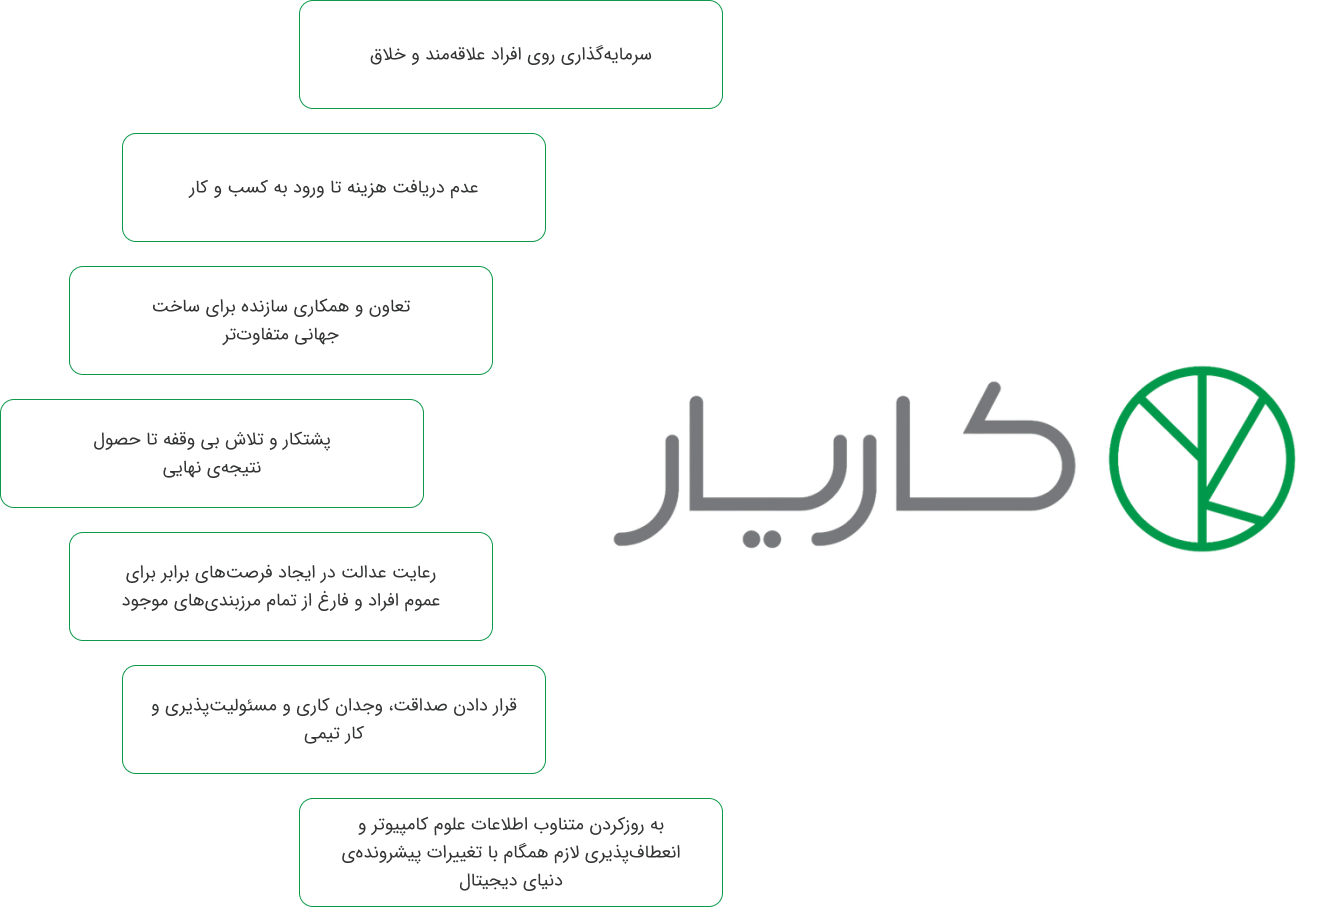 سرمایه‌گذاری روی افراد علاقه‌مند و خلاق
عدم دریافت هزینه تا ورود به کسب و کار
تعاون و همکاری سازنده برای ساخت
جهانی متفاوت‌تر
کاریار
پشتکار و تلاش بی وقفه تا حصول
نتیجه‌ی نهایی
رعایت عدالت در ایجاد فرصت‌های برابر برای
عموم افراد و فارغ از تمام مرزبندی‌های موجود
قرار دادن صداقت، وجدان کاری و مسئولیت‌پذیری و
کار تیمی
به روزکردن متناوب اطلاعات علوم کامپیوتر و
انعطاف‌پذیری لازم همگام با تغییرات پیشرونده‌ی
دنیای دیجیتال